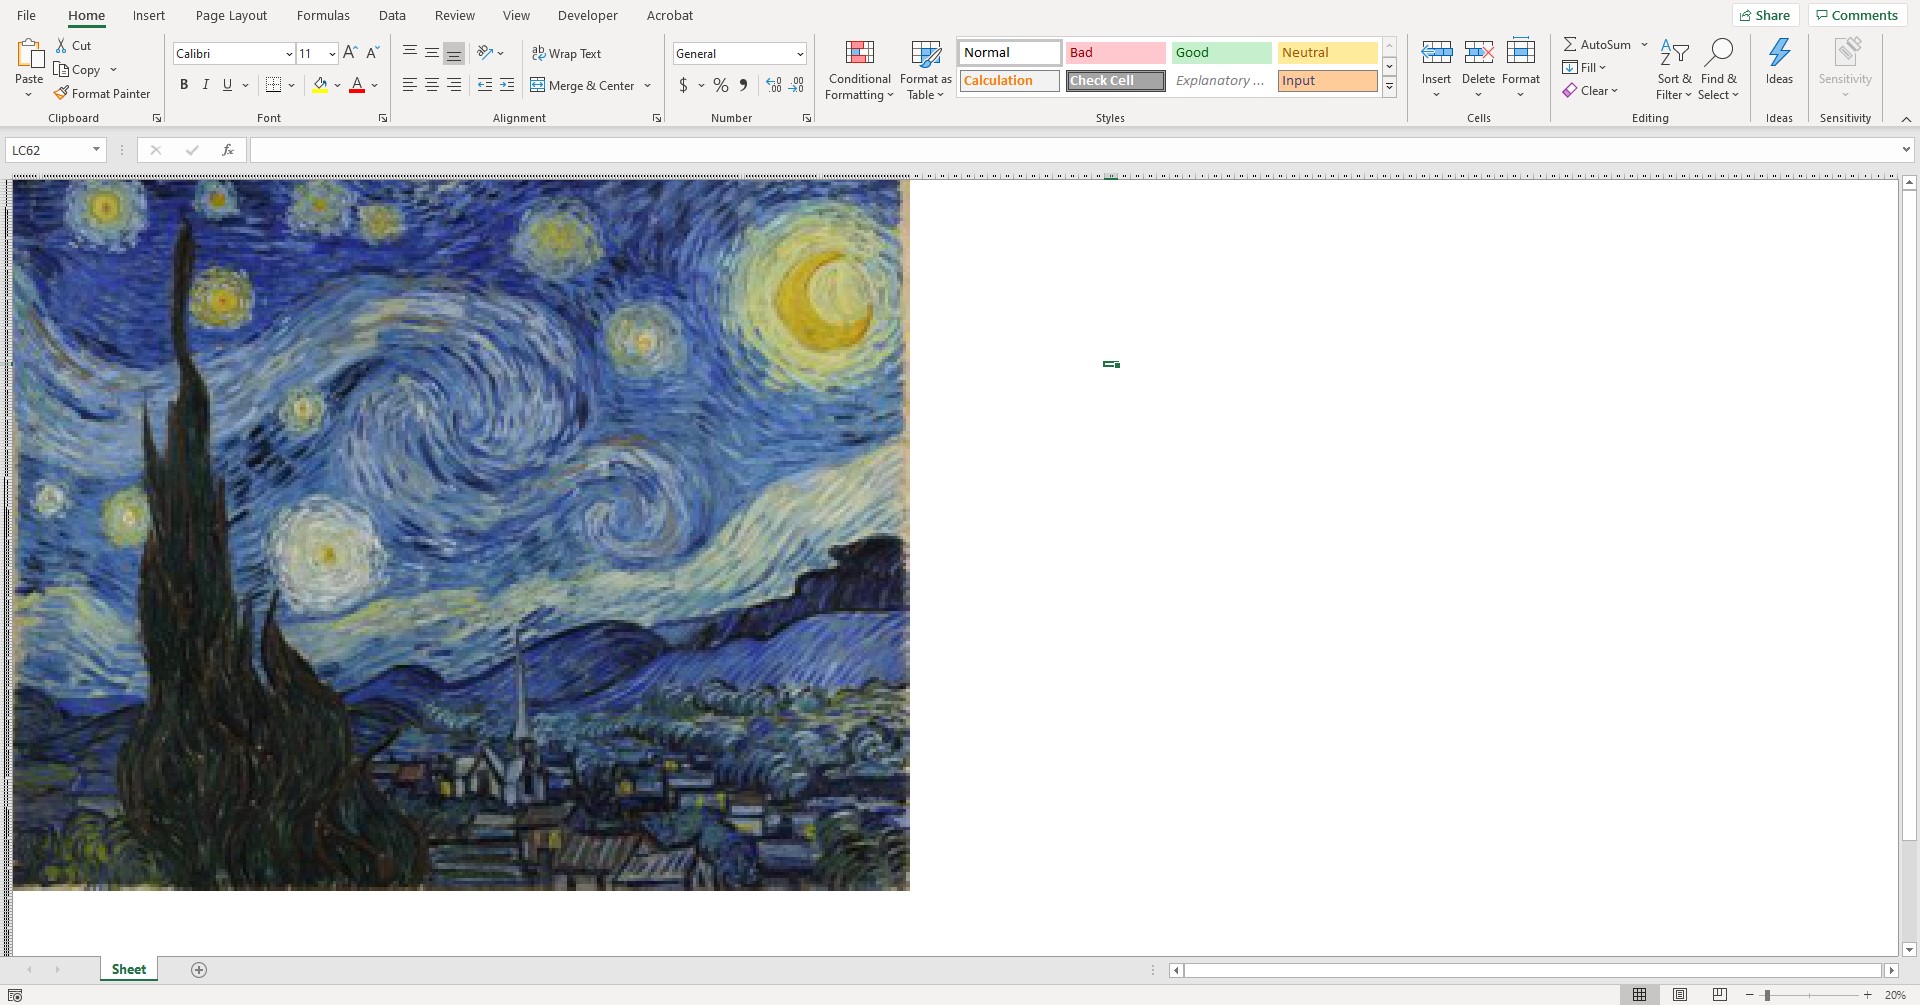 File Home Insert Page Layout Formulas Data Review View Developer Acrobat Share Comments
Cut
Copy
Format Painter
Paste
Clipboard
Calibri 11
B I U A
Font
ab Wrap Text
Merge & Center
Alignment
General
$ % 9
Number
Conditional Formatting
Format as Table
Normal Bad Good Neutral
Calculation Check Cell Explanatory ... Input
Styles
Insert Delete Format
Cells
AutoSum
Fill
Clear
Sort & Filter
Find & Select
Editing
Ideas
Ideas
Sensitivity
Sensitivity
LC62 fx
Sheet
20%